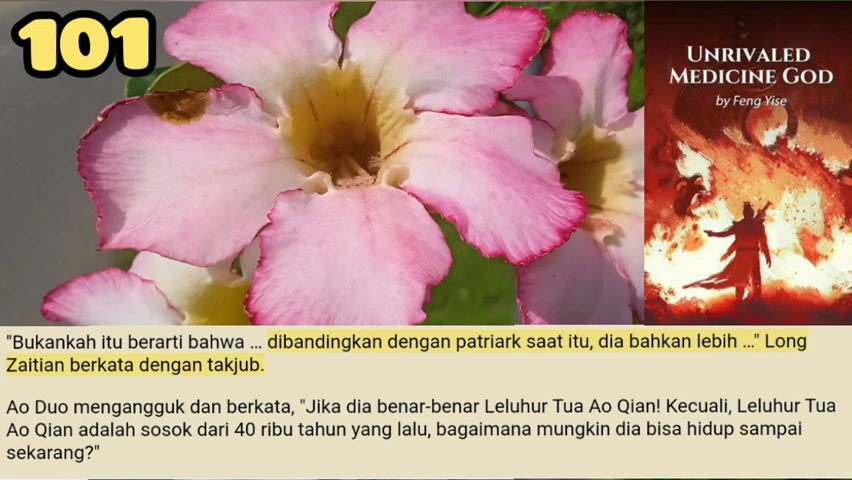 101
UNRIVALED
MEDICINE GOD
by Feng Yise
"Bukankah itu berarti bahwa ... dibandingkan dengan patriark saat itu, dia bahkan lebih ..." Long
Zaitian berkata dengan takjub.
Ao Duo mengangguk dan berkata, "Jika dia benar-benar Leluhur Tua Ao Qian! Kecuali, Leluhur Tua
Ao Qian adalah sosok dari 40 ribu tahun yang lalu, bagaimana mungkin dia bisa hidup sampai
sekarang?"